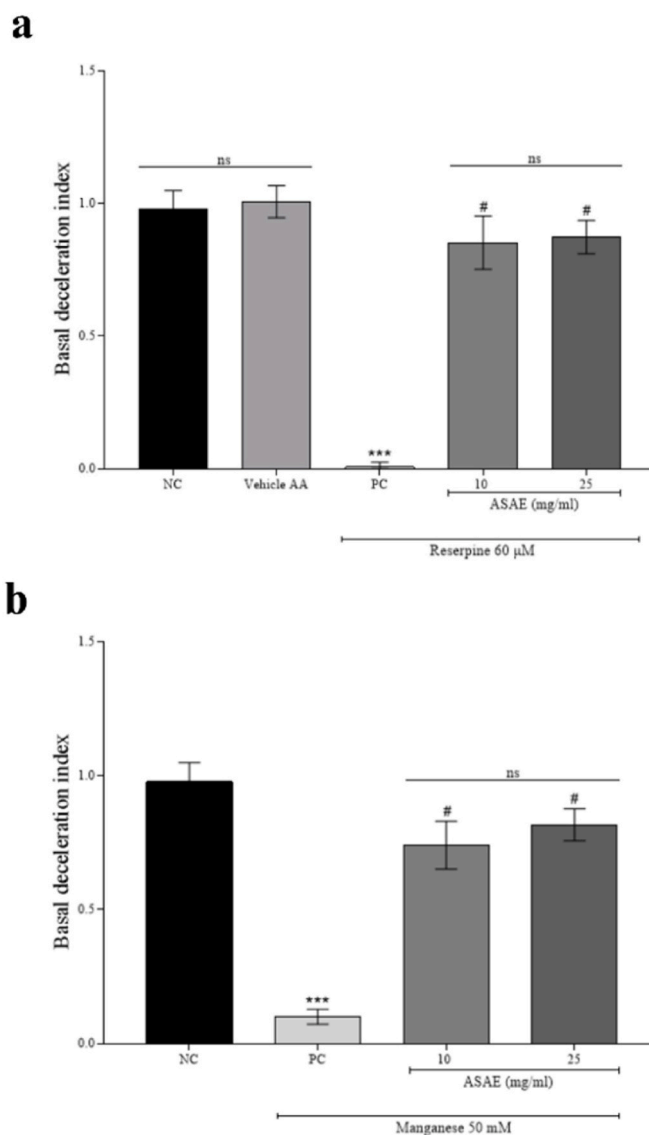 a
1.5
ns
ns
1.0
#
#
Basal deceleration index
0.5
***
0.0
NC
Vehicle AA
PC
10
25
ASAE (mg/ml)
Reserpine 60 µM
b
1.5
ns
1.0
#
#
Basal deceleration index
0.5
***
0.0
NC
PC
10
25
ASAE (mg/ml)
Manganese 50 mM